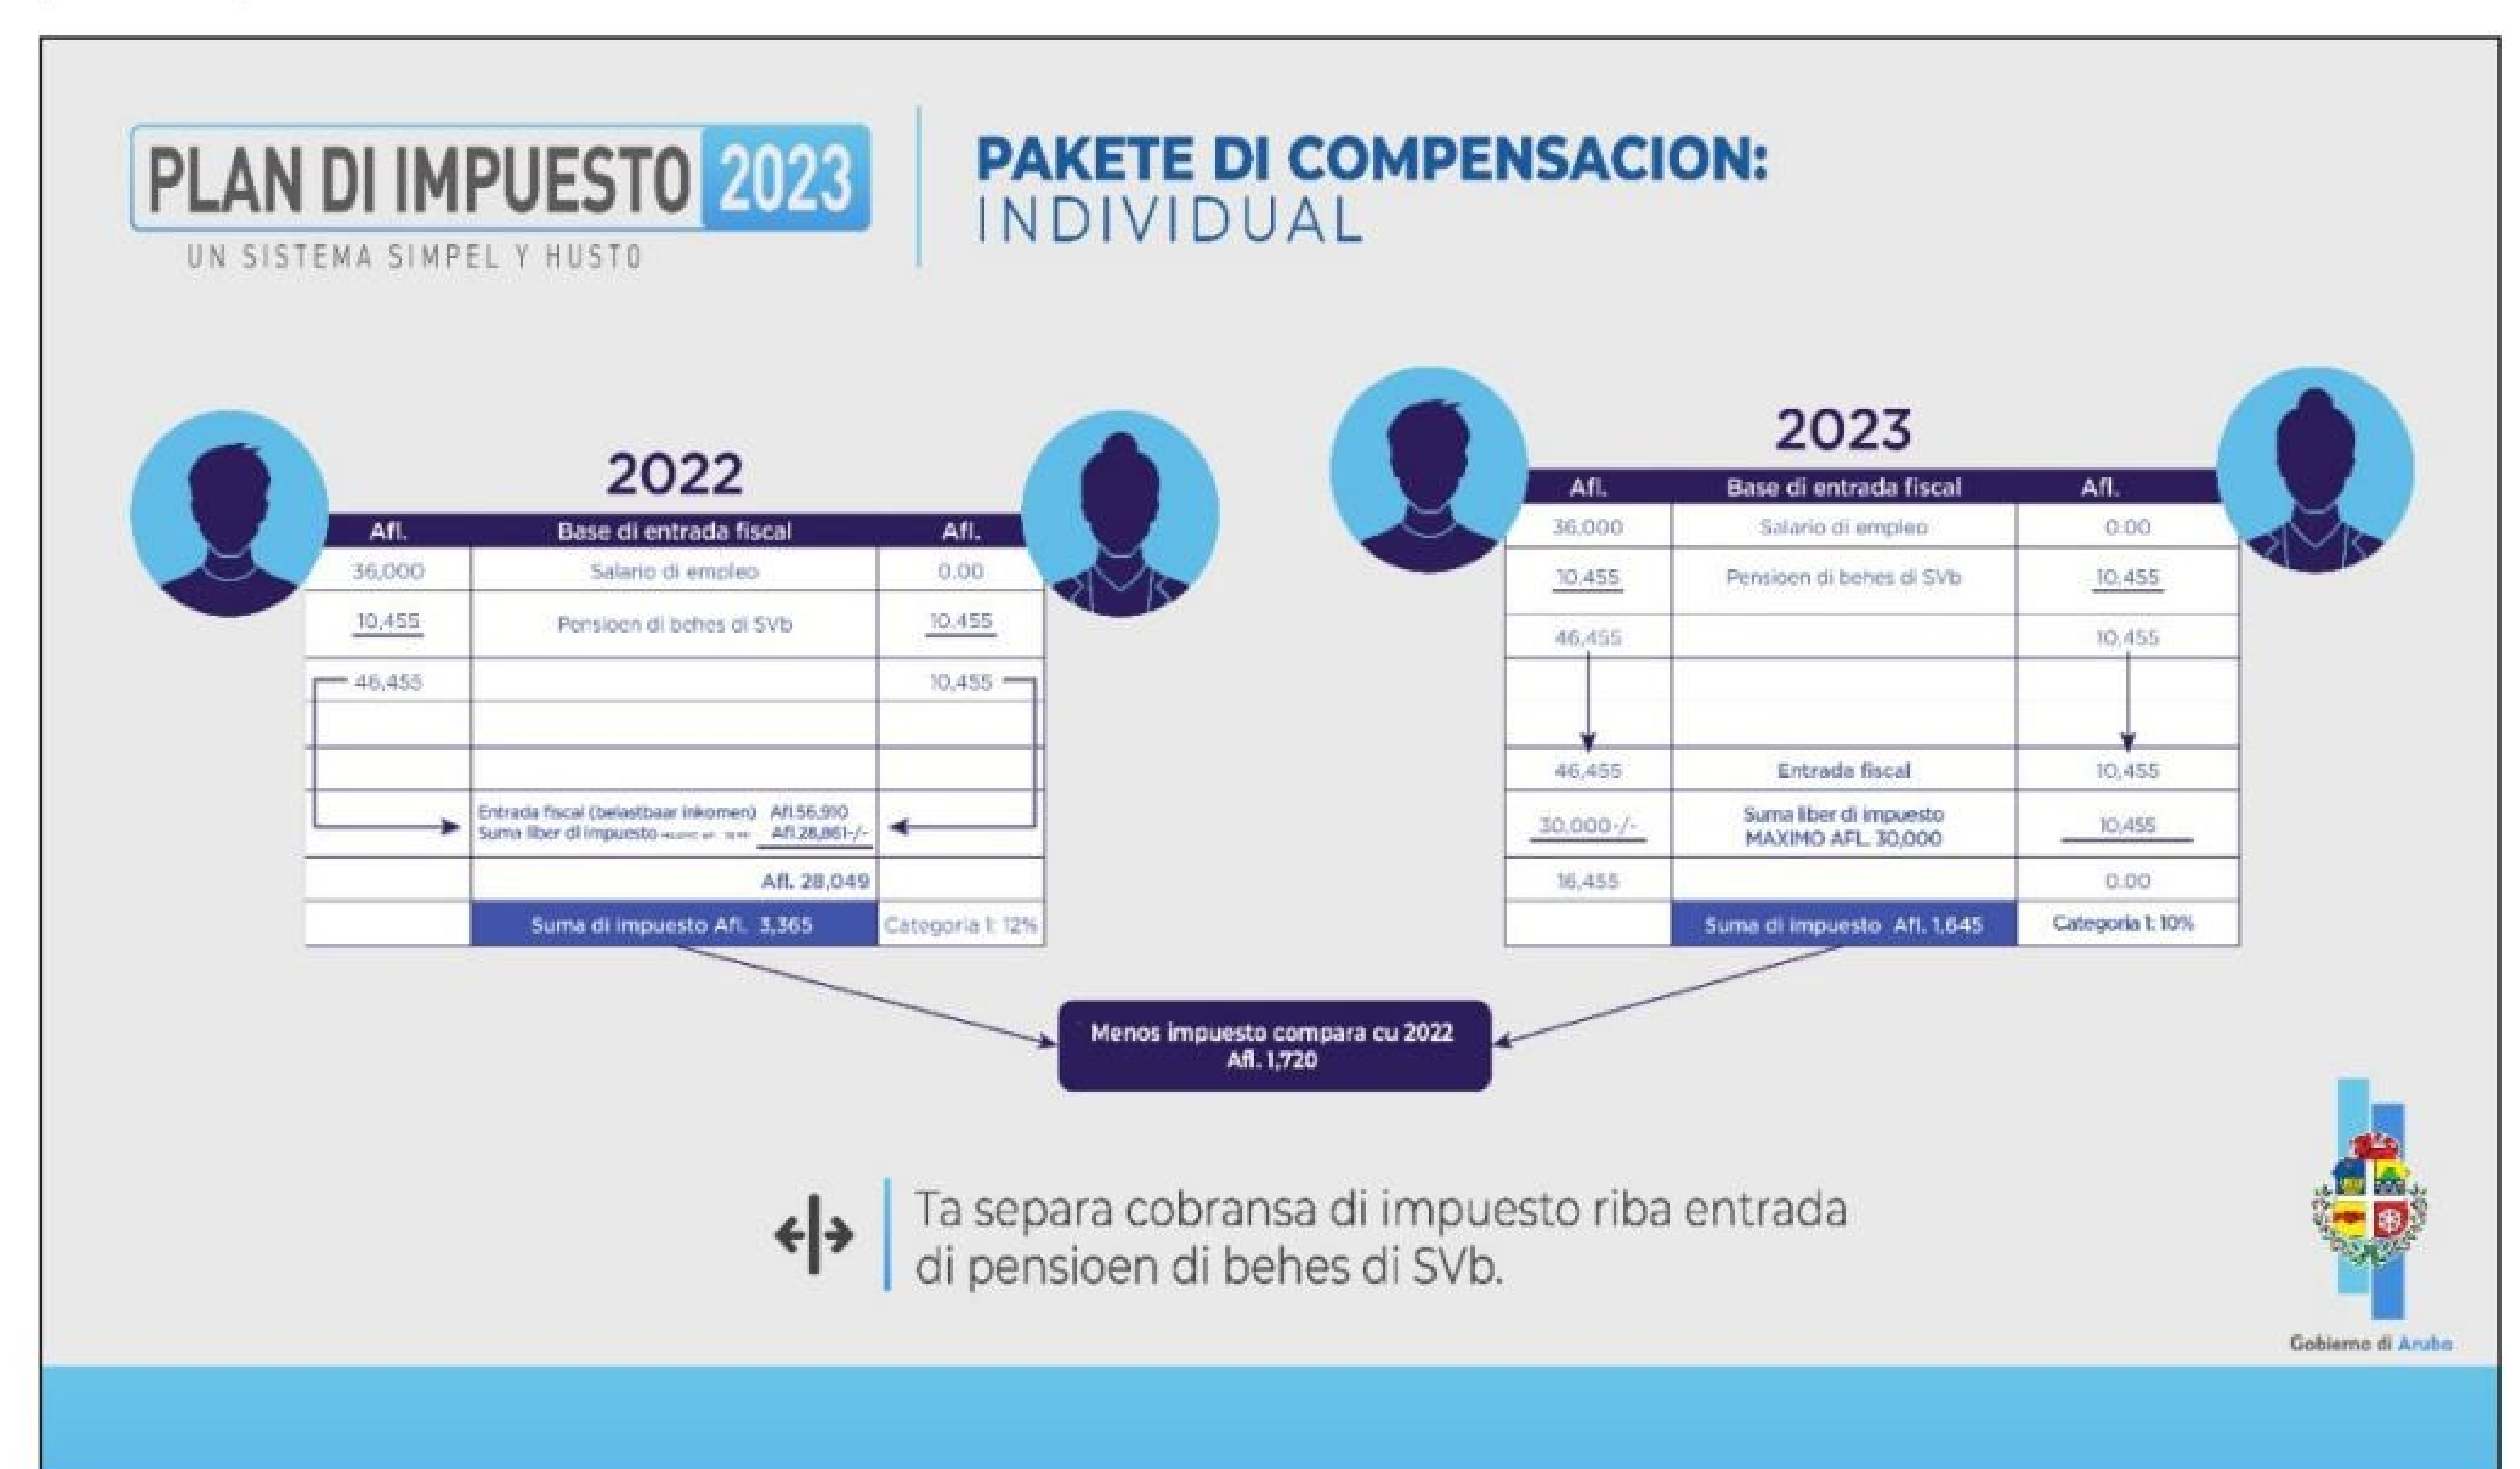 PLAN DI IMPUESTO 2023
UN SISTEMA SIMPEL Y HUSTO
PAKETE DI COMPENSACION:
INDIVIDUAL
2022
Afl. Base di entrada fiscal Afl.
36,000 Salario di empleo 0.00
10,455 Pensioen di behes di SVb 10,455
46,455 10,455
Entrada fiscal (belastbaar inkomen) Afl.56,910
Suma liber di impuesto Afl.28,861-/-
Afl. 28,049
Suma di impuesto Afl. 3,365 Categoria 1: 12%
2023
Afl. Base di entrada fiscal Afl.
36.000 Salario di empleo 0.00
10,455 Pensioen di behes di SVb 10,455
46,455 10,455
46,455 Entrada fiscal 10,455
30,000-/- Suma liber di impuesto 10,455
MAXIMO AFL. 30,000
16,455 0.00
Suma di impuesto Afl. 1,645 Categoria 1: 10%
Menos impuesto compara cu 2022
Afl. 1,720
Ta separa cobransa di impuesto riba entrada
di pensioen di behes di SVb.
Gobierno di Aruba